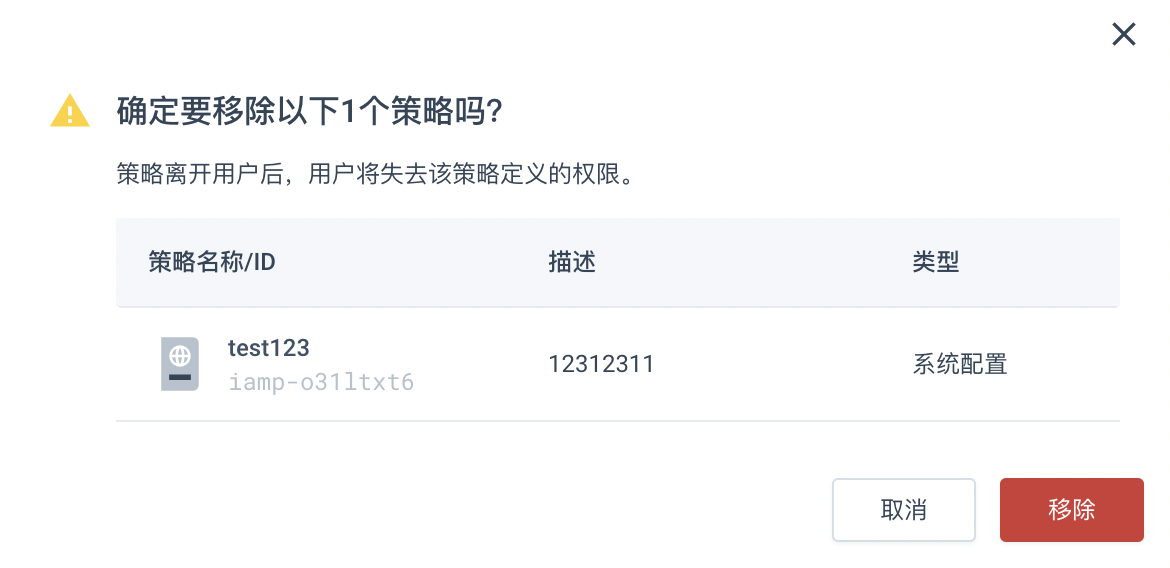 确定要移除以下1个策略吗?
策略离开用户后，用户将失去该策略定义的权限。
策略名称/ID 描述 类型
test123
iamp-o31ltxt6
12312311
系统配置
取消 移除